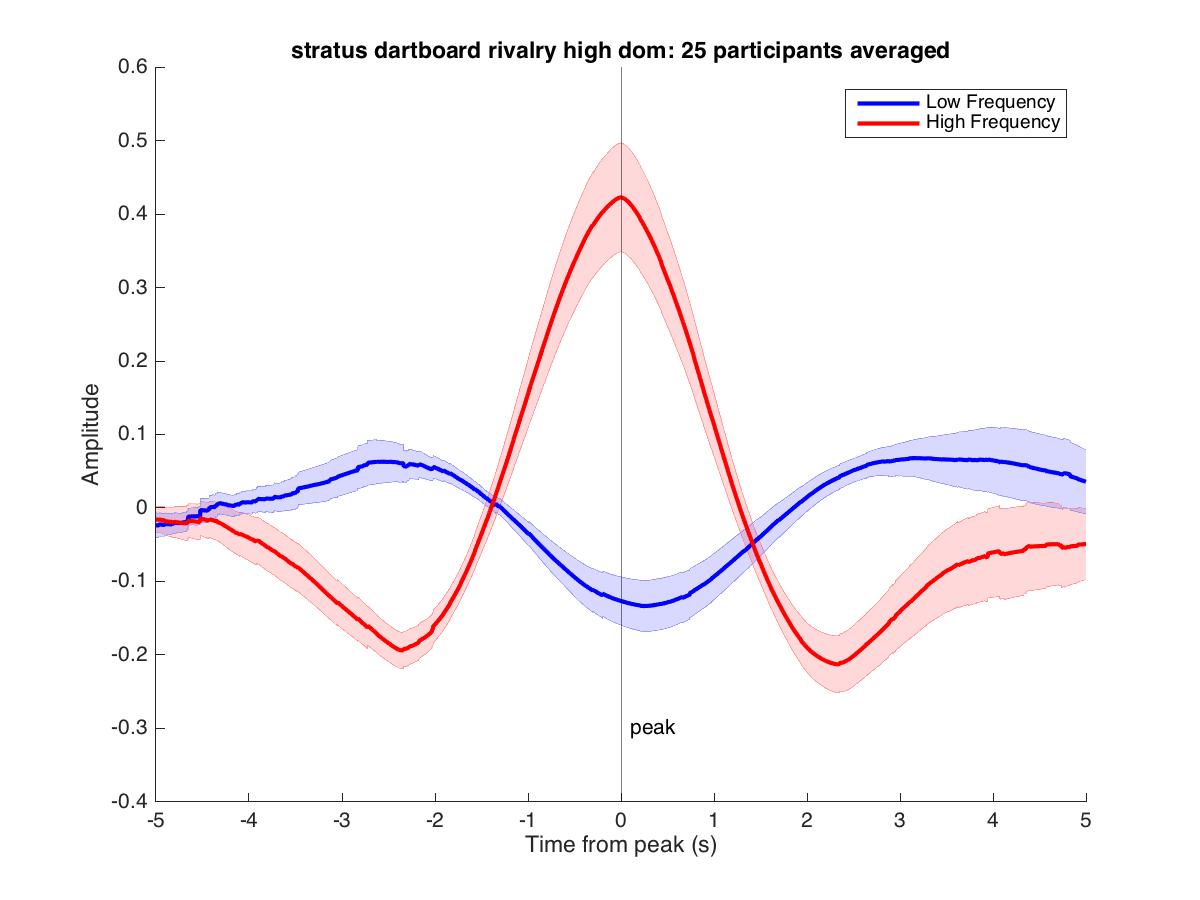 stratus dartboard rivalry high dom: 25 participants averaged
Low Frequency
High Frequency
0.6
0.5
0.4
0.3
0.2
0.1
0
-0.1
-0.2
-0.3
-0.4
Amplitude
peak
-5 -4 -3 -2 -1 0 1 2 3 4 5
Time from peak (s)